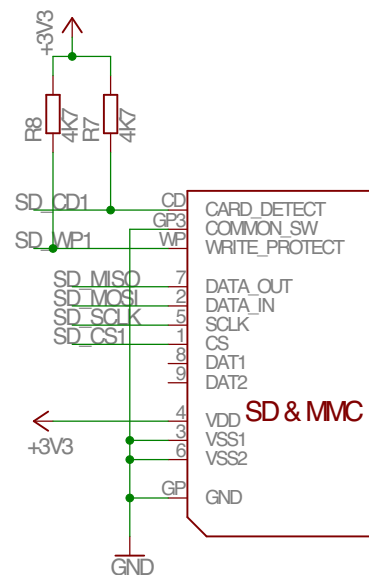 +3V3
R8
4K7
R7
4K7
SD_CD1
CD
CARD_DETECT
GP3
COMMON_SW
SD_WP1
WP
WRITE_PROTECT
SD_MISO
7
DATA_OUT
SD_MOSI
2
DATA_IN
SD_SCLK
5
SCLK
SD_CS1
1
CS
8
DAT1
9
DAT2
SD & MMC
4
VDD
+3V3
3
VSS1
6
VSS2
GP
GND
GND